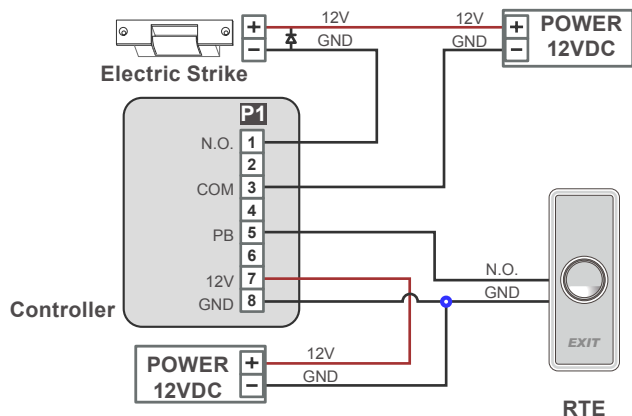 12V
12V
POWER
12VDC
+
−
GND
GND
+
−
Electric Strike
P1
N.O.
1
2
COM
3
4
PB
5
6
12V
7
GND
8
Controller
N.O.
GND
EXIT
RTE
POWER
12VDC
+
−
12V
GND